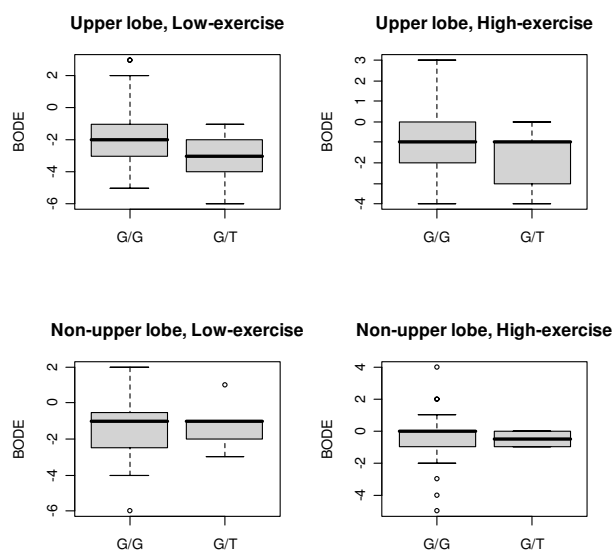 Upper lobe, Low-exercise
BODE
2
0
-2
-4
-6
G/G G/T
Upper lobe, High-exercise
BODE
3
2
0
-2
-4
G/G G/T
Non-upper lobe, Low-exercise
BODE
2
0
-2
-4
-6
G/G G/T
Non-upper lobe, High-exercise
BODE
4
2
0
-2
-4
G/G G/T